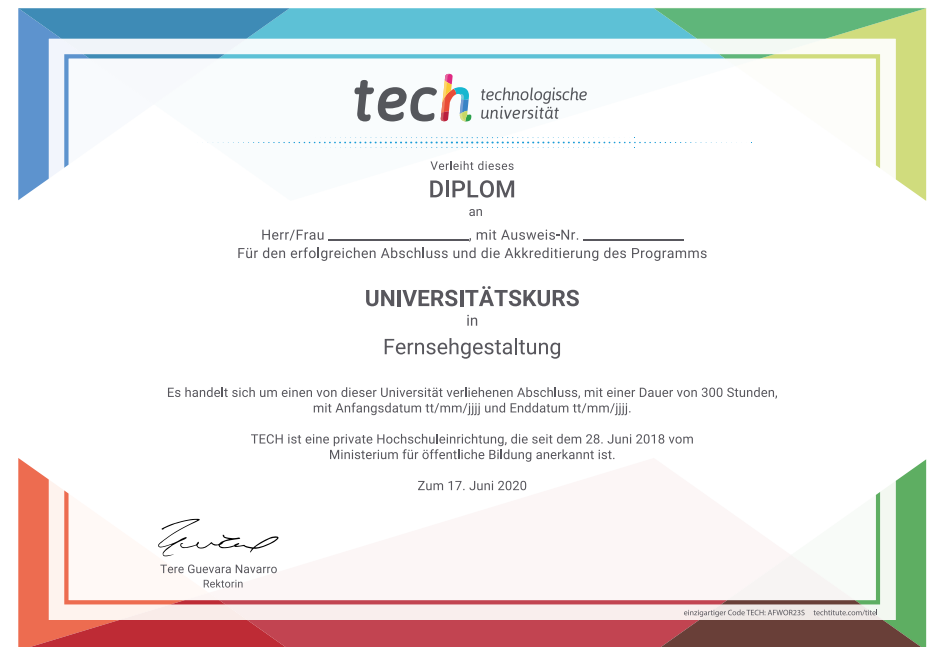 tech technologische
universität
Verleiht dieses
DIPLOM
an
Herr/Frau ____________________, mit Ausweis-Nr. ______________
Für den erfolgreichen Abschluss und die Akkreditierung des Programms
UNIVERSITÄTSKURS
in
Fernsehgestaltung
Es handelt sich um einen von dieser Universität verliehenen Abschluss, mit einer Dauer von 300 Stunden,
mit Anfangsdatum tt/mm/jjjj und Enddatum tt/mm/jjjj.
TECH ist eine private Hochschuleinrichtung, die seit dem 28. Juni 2018 vom
Ministerium für öffentliche Bildung anerkannt ist.
Zum 17. Juni 2020
Tere Guevara Navarro
Rektorin
einzigartiger Code TECH: AFWOR23S techtitute.com/titel